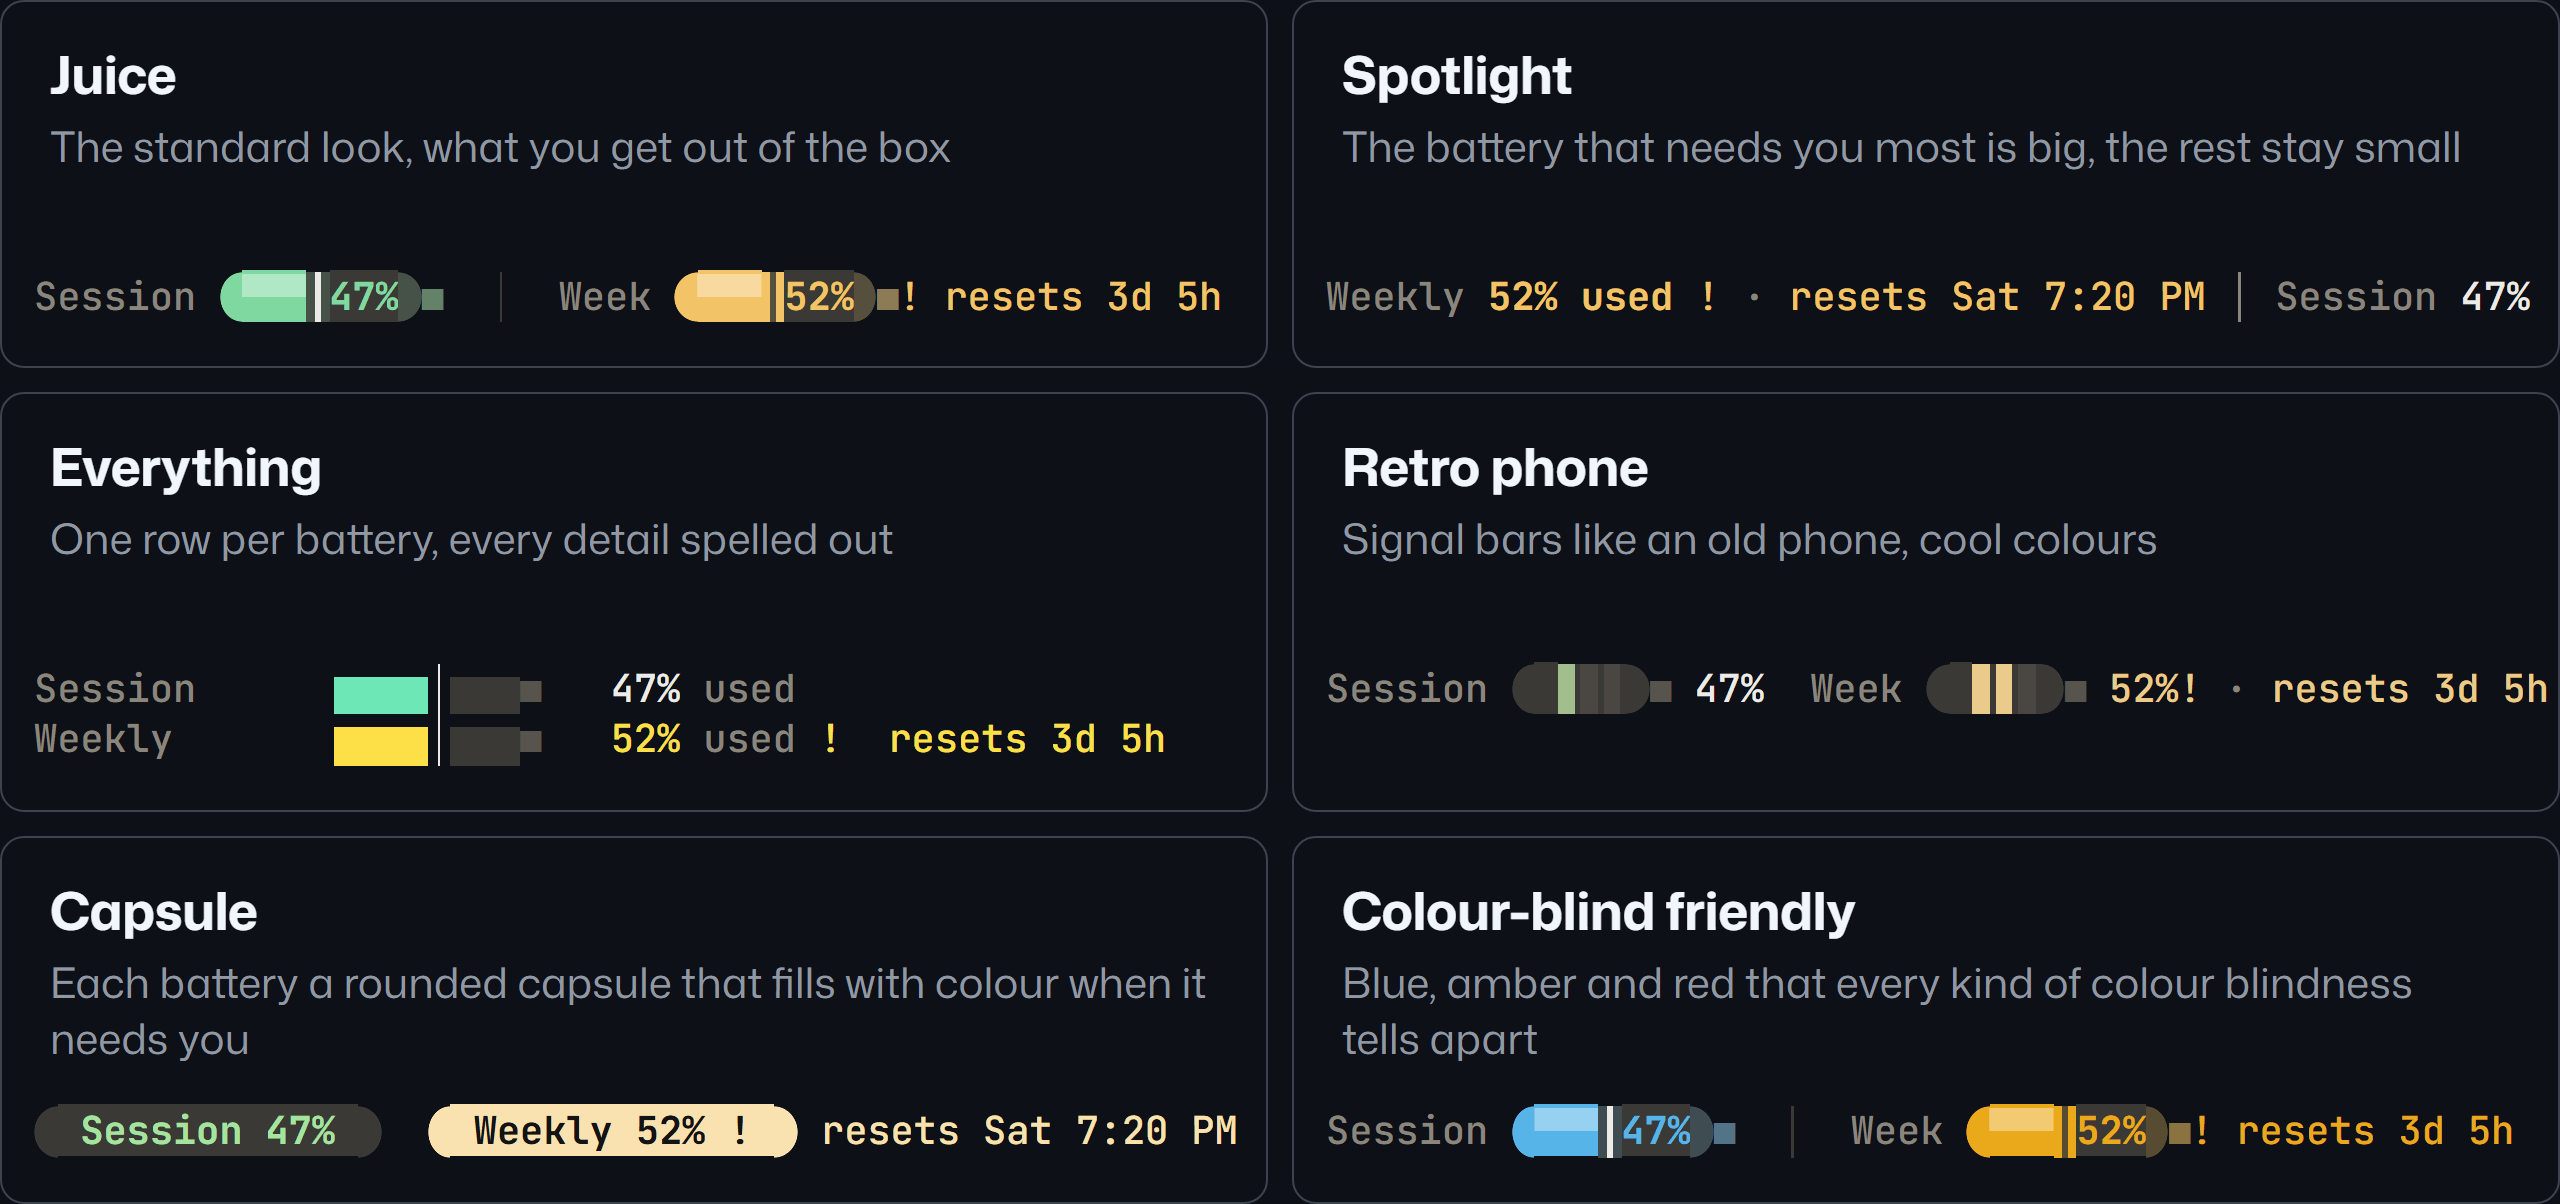 Juice
The standard look, what you get out of the box
Session 47% Week 52% ! resets 3d 5h
Spotlight
The battery that needs you most is big, the rest stay small
Weekly 52% used ! · resets Sat 7:20 PM Session 47%
Everything
One row per battery, every detail spelled out
Session 47% used
Weekly 52% used ! resets 3d 5h
Retro phone
Signal bars like an old phone, cool colours
Session 47% Week 52%! · resets 3d 5h
Capsule
Each battery a rounded capsule that fills with colour when it
needs you
Session 47% Weekly 52% ! resets Sat 7:20 PM
Colour-blind friendly
Blue, amber and red that every kind of colour blindness
tells apart
Session 47% Week 52% ! resets 3d 5h